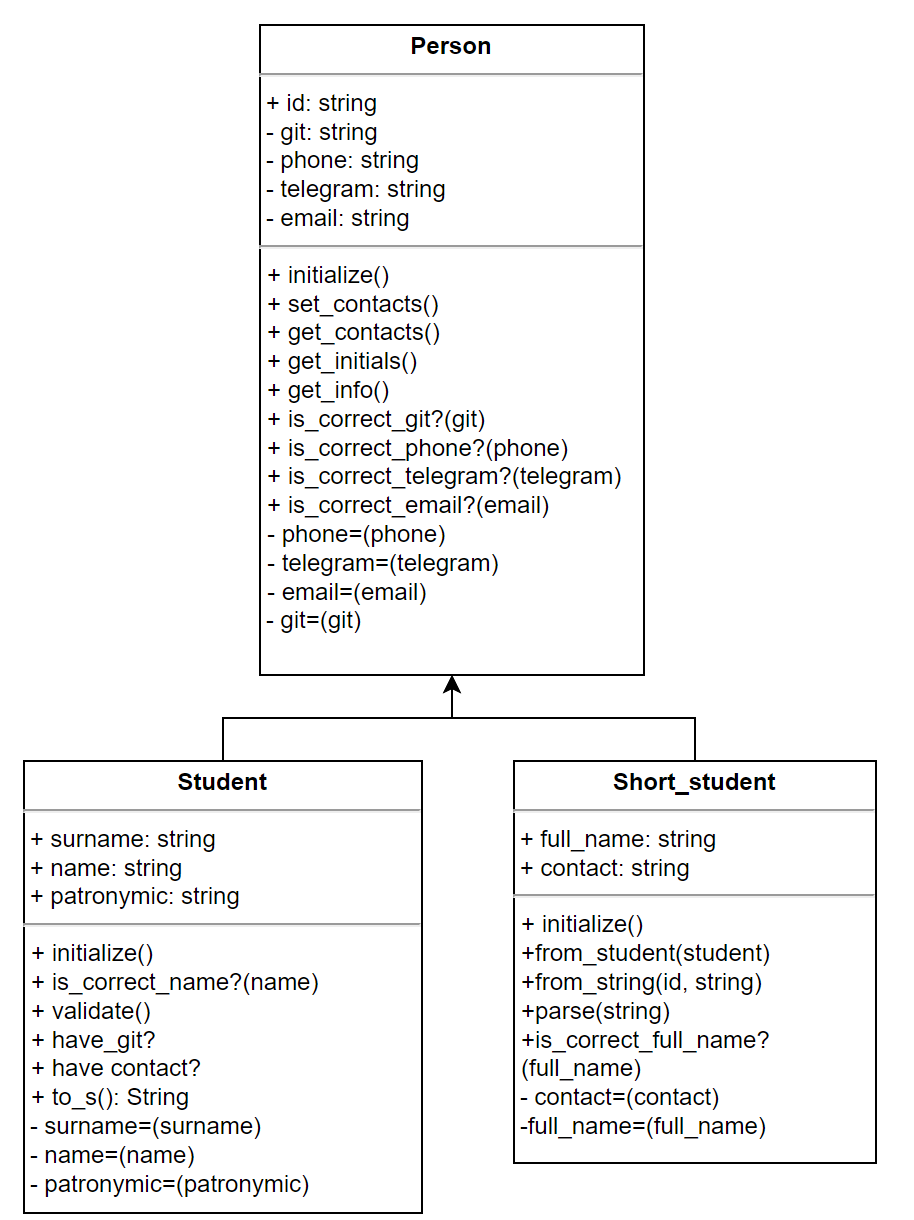 Person
+ id: string
- git: string
- phone: string
- telegram: string
- email: string
+ initialize()
+ set_contacts()
+ get_contacts()
+ get_initials()
+ get_info()
+ is_correct_git?(git)
+ is_correct_phone?(phone)
+ is_correct_telegram?(telegram)
+ is_correct_email?(email)
- phone=(phone)
- telegram=(telegram)
- email=(email)
- git=(git)
Student
+ surname: string
+ name: string
+ patronymic: string
+ initialize()
+ is_correct_name?(name)
+ validate()
+ have_git?
+ have contact?
+ to_s(): String
- surname=(surname)
- name=(name)
- patronymic=(patronymic)
Short_student
+ full_name: string
+ contact: string
+ initialize()
+from_student(student)
+from_string(id, string)
+parse(string)
+is_correct_full_name?
(full_name)
- contact=(contact)
-full_name=(full_name)